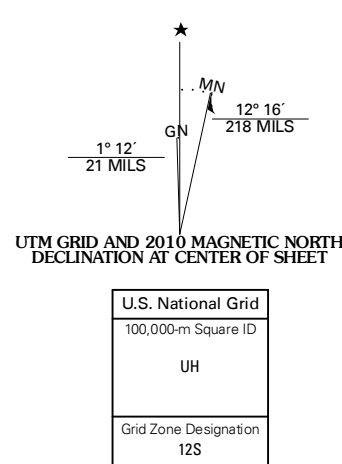 MN
GN
12° 16´
218 MILS
1° 12´
21 MILS
UTM GRID AND 2010 MAGNETIC NORTH
DECLINATION AT CENTER OF SHEET
U.S. National Grid
100,000-m Square ID
UH
Grid Zone Designation
12S